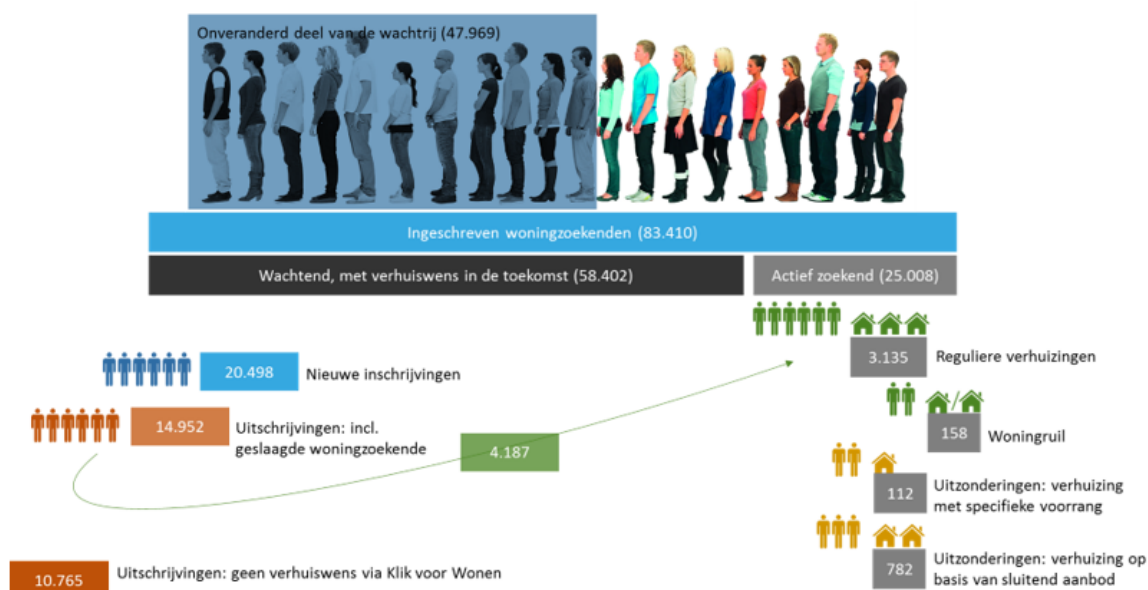 Onveranderd deel van de wachtrij (47.969)
Ingeschreven woningzoekenden (83.410)
Wachtend, met verhuiswens in de toekomst (58.402)
Actief zoekend (25.008)
20.498
Nieuwe inschrijvingen
14.952
Uitschrijvingen: incl.
geslaagde woningzoekende
4.187
10.765
Uitschrijvingen: geen verhuiswens via Klik voor Wonen
3.135
Reguliere verhuizingen
/
158
Woningruil
112
Uitzonderingen: verhuizing
met specifieke voorrang
782
Uitzonderingen: verhuizing op
basis van sluitend aanbod